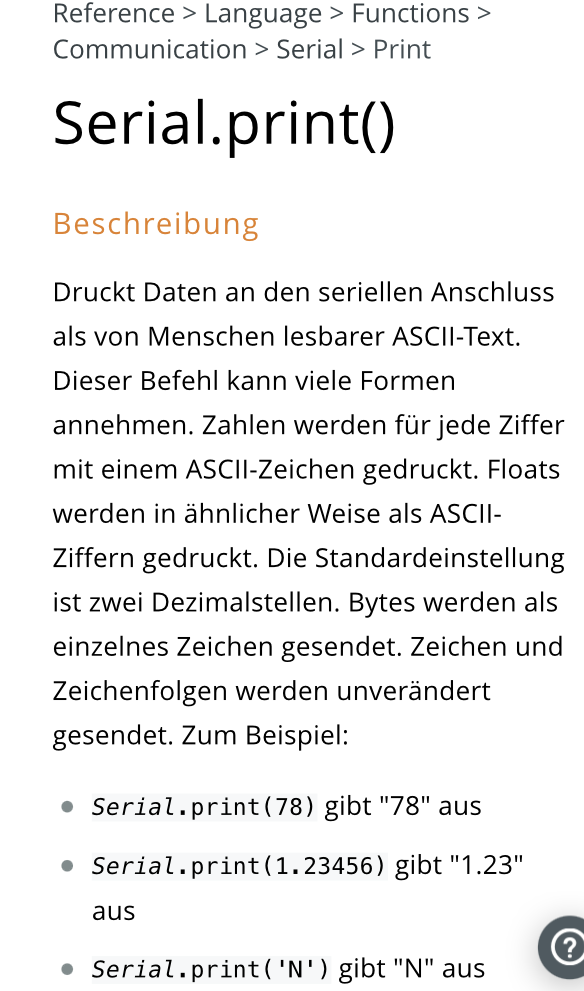 Reference > Language > Functions >
Communication > Serial > Print
Serial.print()
Beschreibung
Druckt Daten an den seriellen Anschluss
als von Menschen lesbarer ASCII-Text.
Dieser Befehl kann viele Formen
annehmen. Zahlen werden für jede Ziffer
mit einem ASCII-Zeichen gedruckt. Floats
werden in ähnlicher Weise als ASCII-
Ziffern gedruckt. Die Standardeinstellung
ist zwei Dezimalstellen. Bytes werden als
einzelnes Zeichen gesendet. Zeichen und
Zeichenfolgen werden unverändert
gesendet. Zum Beispiel:
• Serial.print(78) gibt "78" aus
• Serial.print(1.23456) gibt "1.23"
aus
• Serial.print('N') gibt "N" aus
?